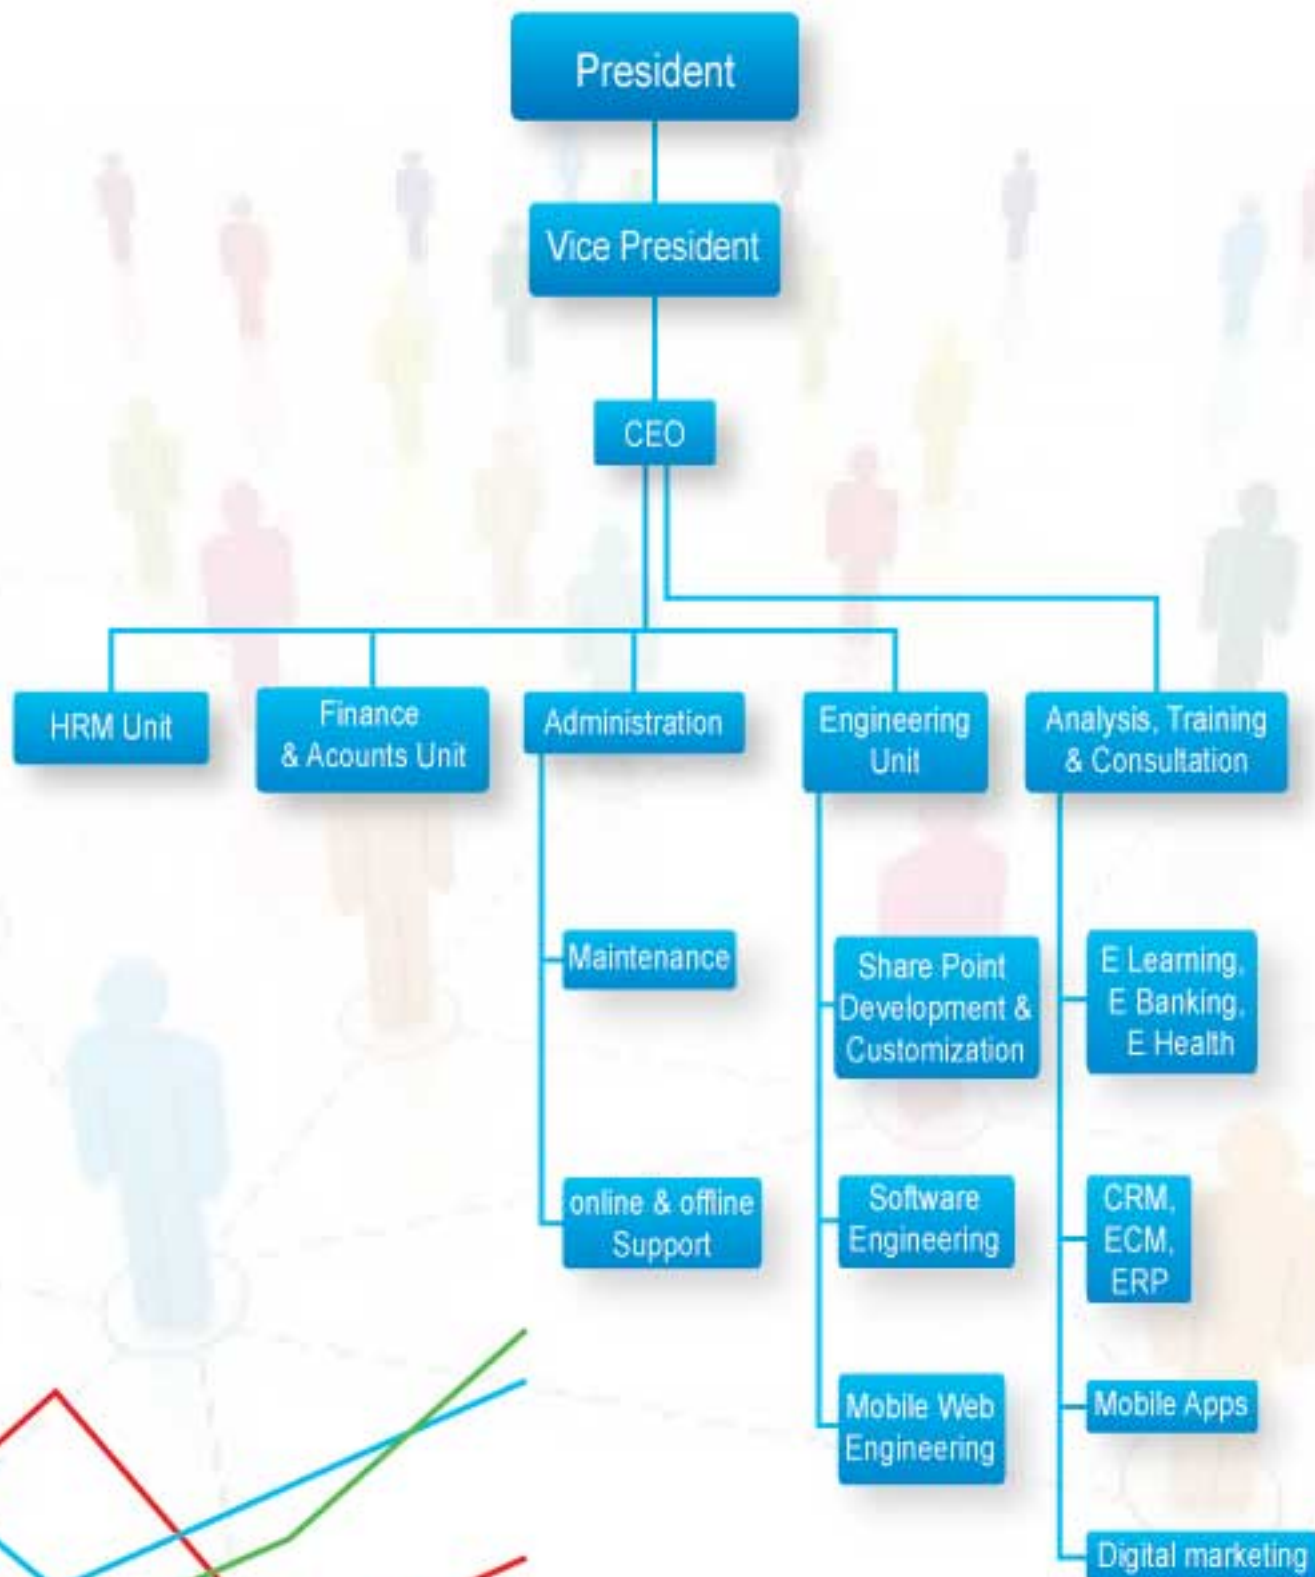 President
Vice President
CEO
HRM Unit
Finance
& Acounts Unit
Administration
Engineering
Unit
Analysis, Training
& Consultation
Maintenance
online & offline
Support
Share Point
Development &
Customization
Software
Engineering
Mobile Web
Engineering
E Learning,
E Banking,
E Health
CRM,
ECM,
ERP
Mobile Apps
Digital marketing